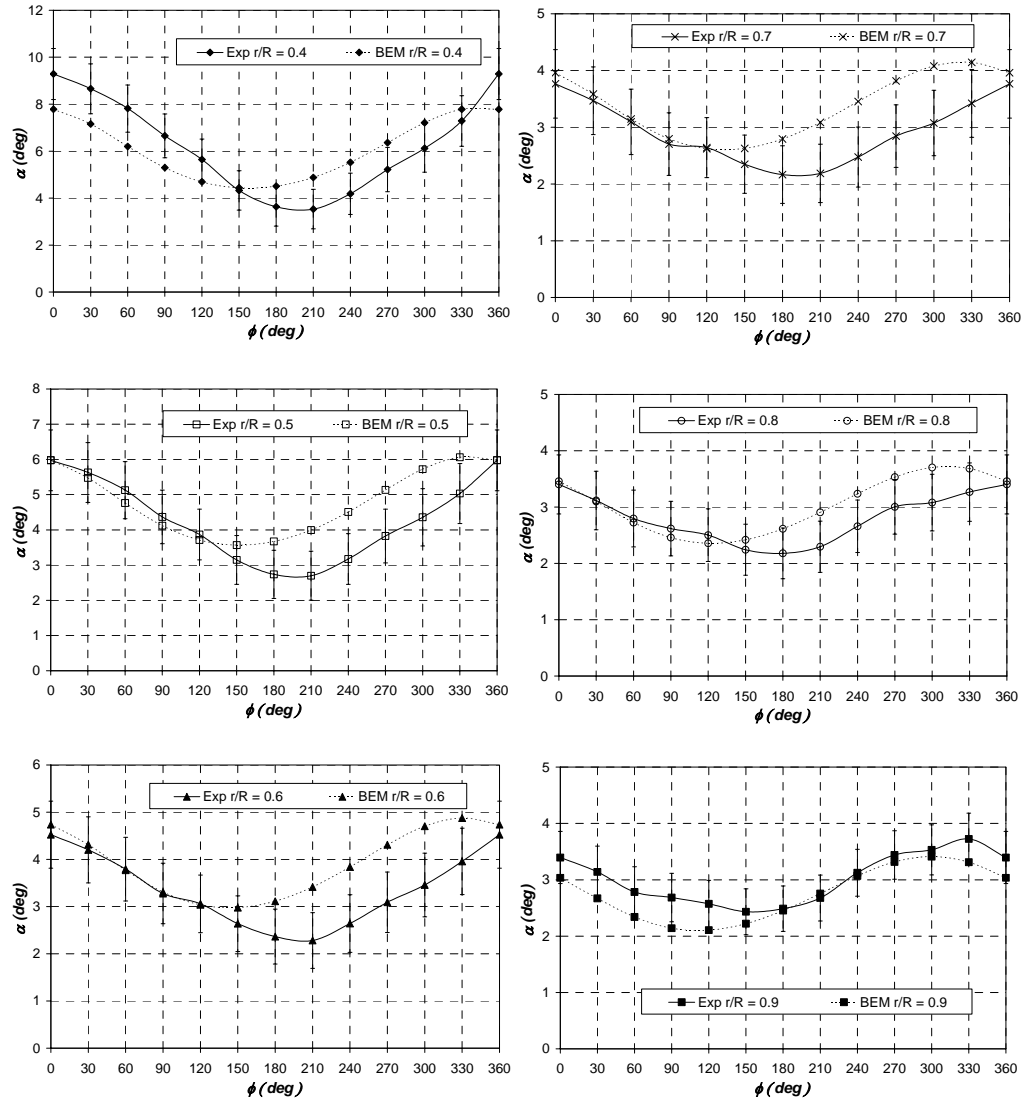 12
10
8
6
4
2
0
α (deg)
Exp r/R = 0.4 BEM r/R = 0.4
0 30 60 90 120 150 180 210 240 270 300 330 360
ϕ (deg)
5
4
3
2
1
0
α (deg)
Exp r/R = 0.7 BEM r/R = 0.7
0 30 60 90 120 150 180 210 240 270 300 330 360
ϕ (deg)
8
7
6
5
4
3
2
1
0
α (deg)
Exp r/R = 0.5 BEM r/R = 0.5
0 30 60 90 120 150 180 210 240 270 300 330 360
ϕ (deg)
5
4
3
2
1
0
α (deg)
Exp r/R = 0.8 BEM r/R = 0.8
0 30 60 90 120 150 180 210 240 270 300 330 360
ϕ (deg)
6
5
4
3
2
1
0
α (deg)
Exp r/R = 0.6 BEM r/R = 0.6
0 30 60 90 120 150 180 210 240 270 300 330 360
ϕ (deg)
5
4
3
2
1
0
α (deg)
Exp r/R = 0.9 BEM r/R = 0.9
0 30 60 90 120 150 180 210 240 270 300 330 360
ϕ (deg)